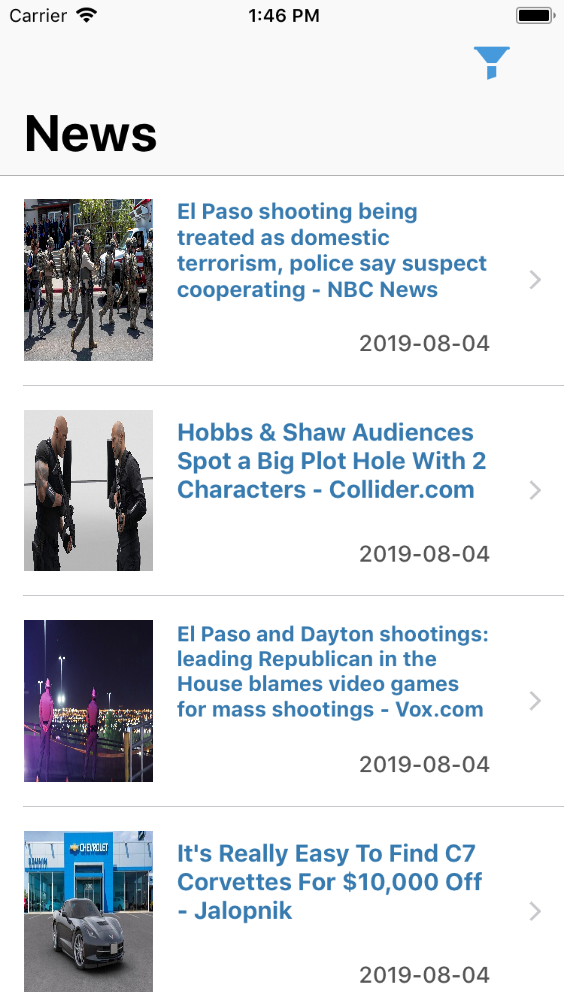 Carrier 1:46 PM
News
El Paso shooting being
treated as domestic
terrorism, police say suspect
cooperating - NBC News
2019-08-04
Hobbs & Shaw Audiences
Spot a Big Plot Hole With 2
Characters - Collider.com
2019-08-04
El Paso and Dayton shootings:
leading Republican in the
House blames video games
for mass shootings - Vox.com
2019-08-04
CHEVROLET
It's Really Easy To Find C7
Corvettes For $10,000 Off
- Jalopnik
2019-08-04